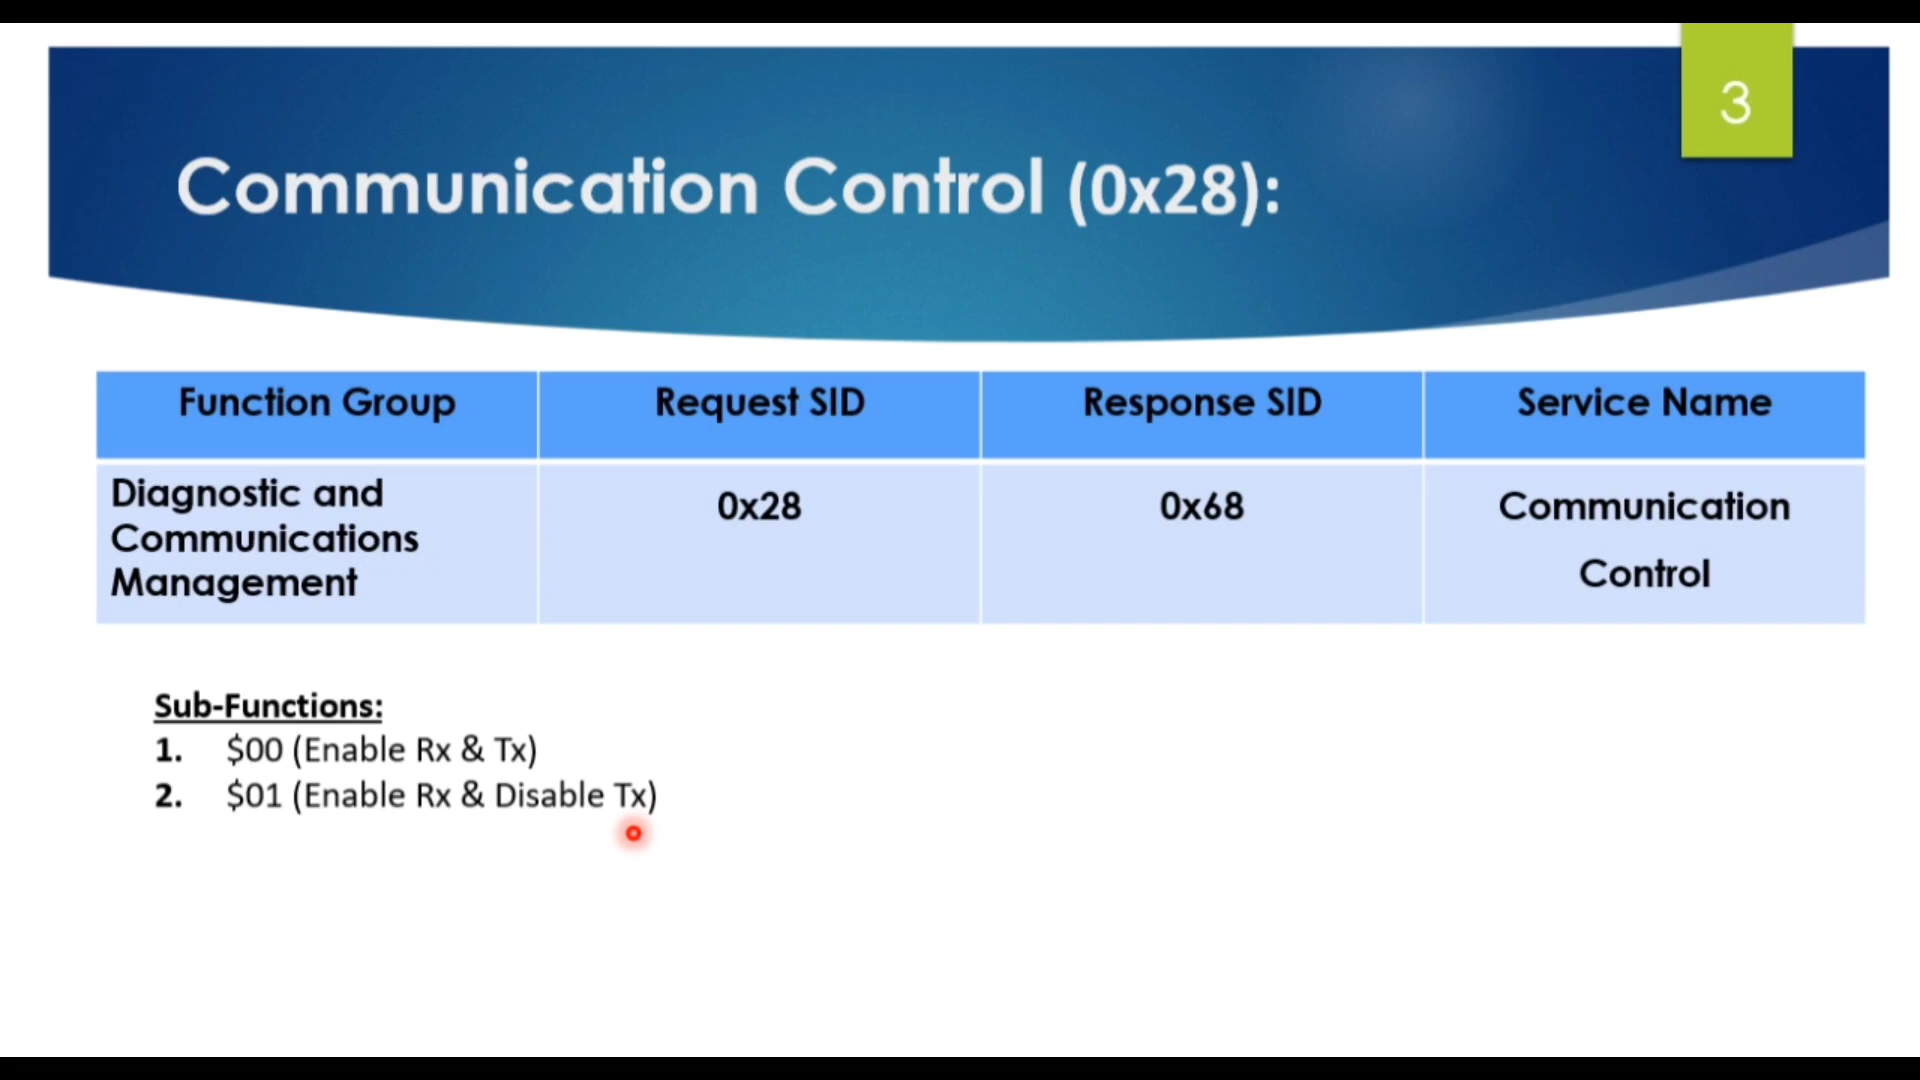 3
Communication Control (0x28):
Function Group Request SID Response SID Service Name
Diagnostic and
Communications
Management
0x28
0x68
Communication
Control
Sub-Functions:
1. $00 (Enable Rx & Tx)
2. $01 (Enable Rx & Disable Tx)